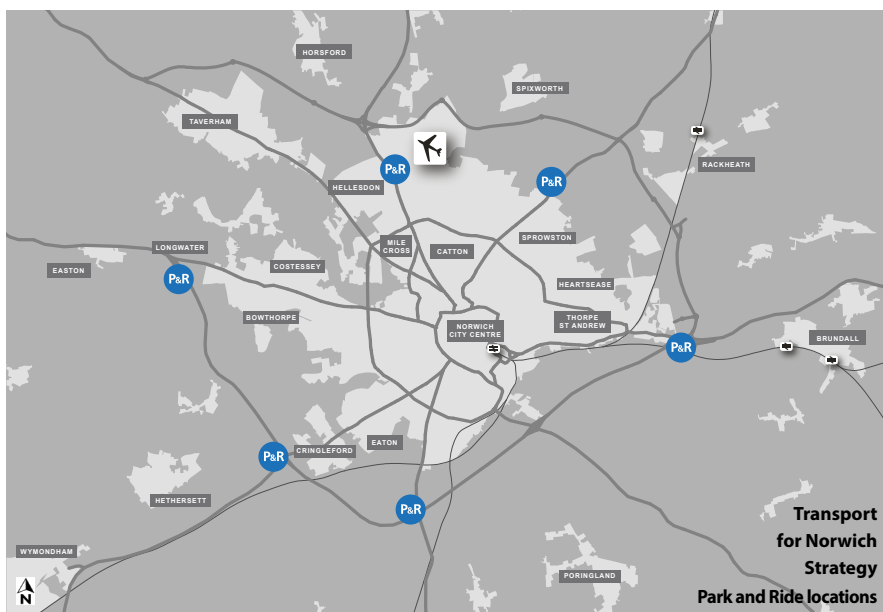 HORSFORD
SPIXWORTH
TAVERHAM
RACKHEATH
P&R
P&R
HELLESDON
SPROWSTON
MILE
CROSS
CATTON
LONGWATER
EASTON
COSTESSEY
P&R
HEARTSEASE
BOWTHORPE
NORWICH
CITY CENTRE
THORPE
ST ANDREW
BRUNDALL
P&R
EATON
CRINGLEFORD
P&R
HETHERSETT
P&R
WYMONDHAM
PORINGLAND
N
Transport
for Norwich
Strategy
Park and Ride locations